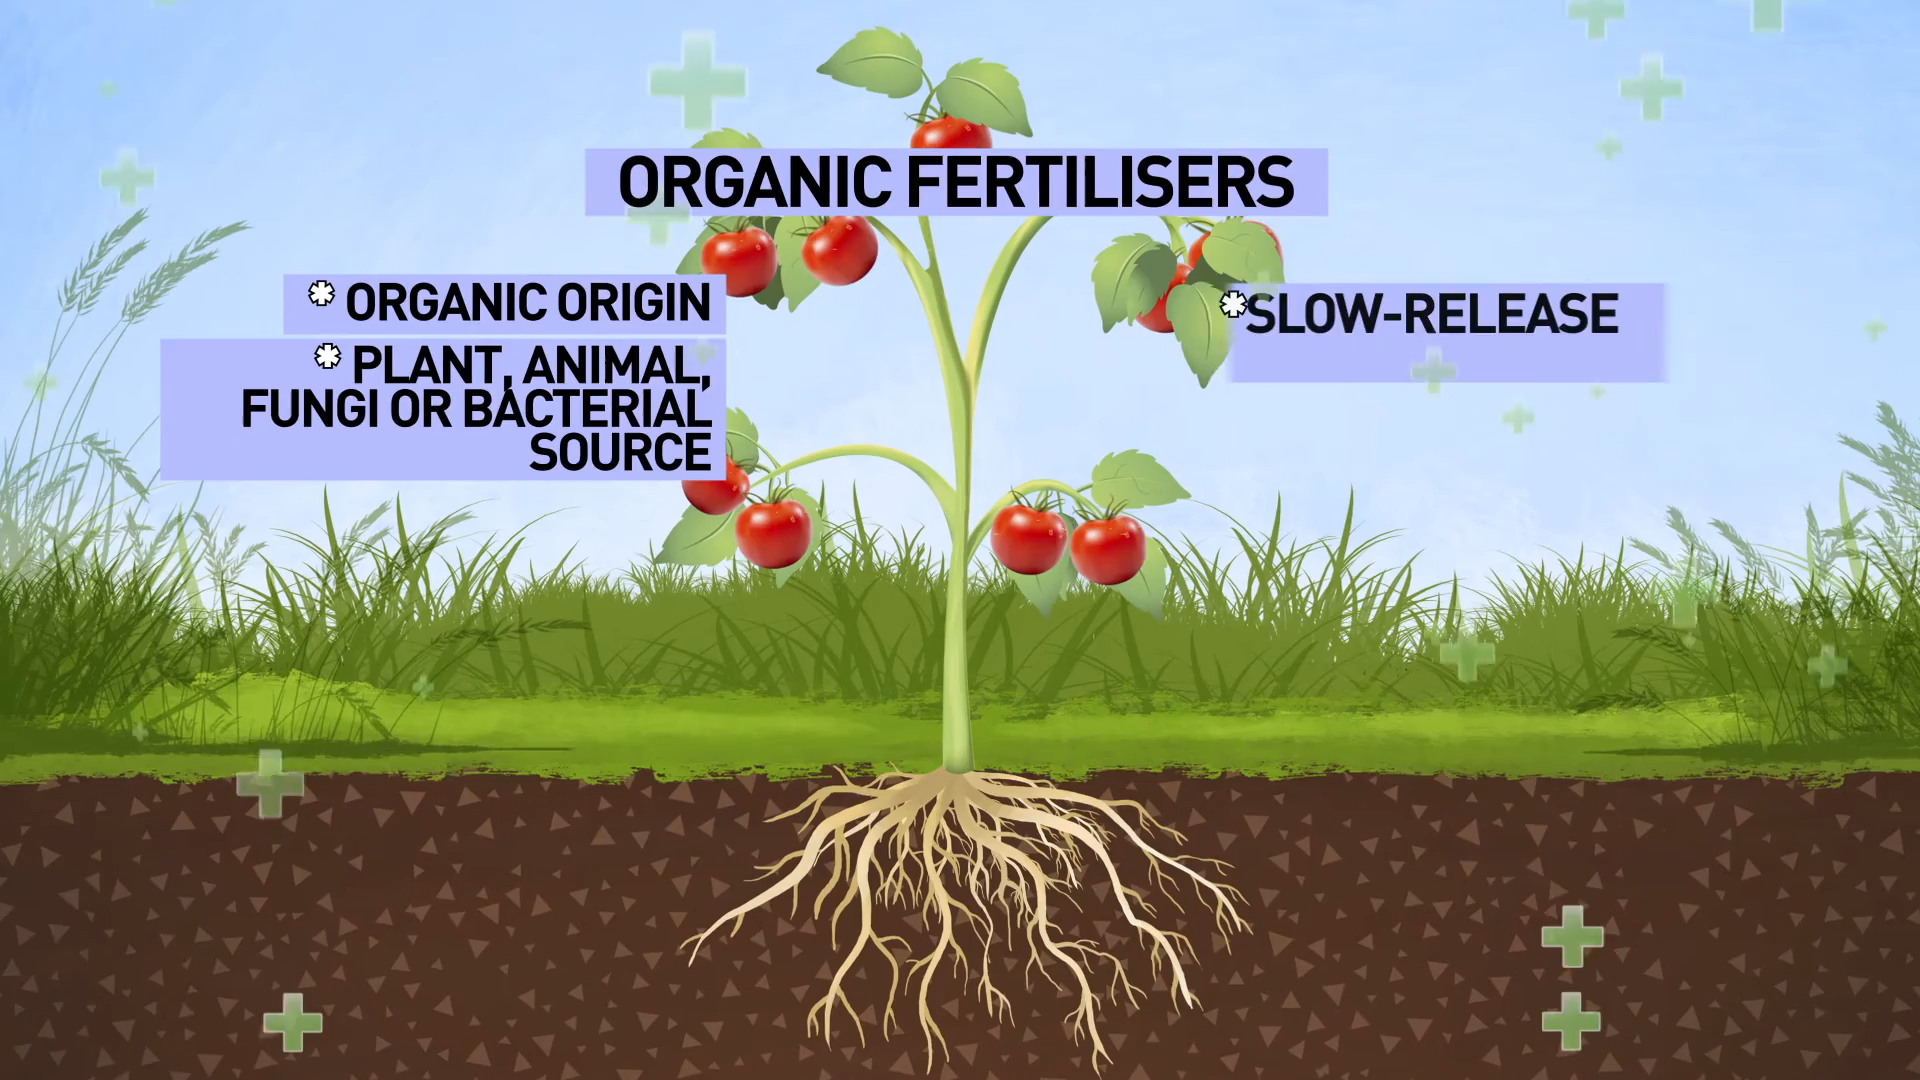 ORGANIC FERTILISERS
* ORGANIC ORIGIN
* PLANT, ANIMAL,
FUNGI OR BACTERIAL
SOURCE
*SLOW-RELEASE